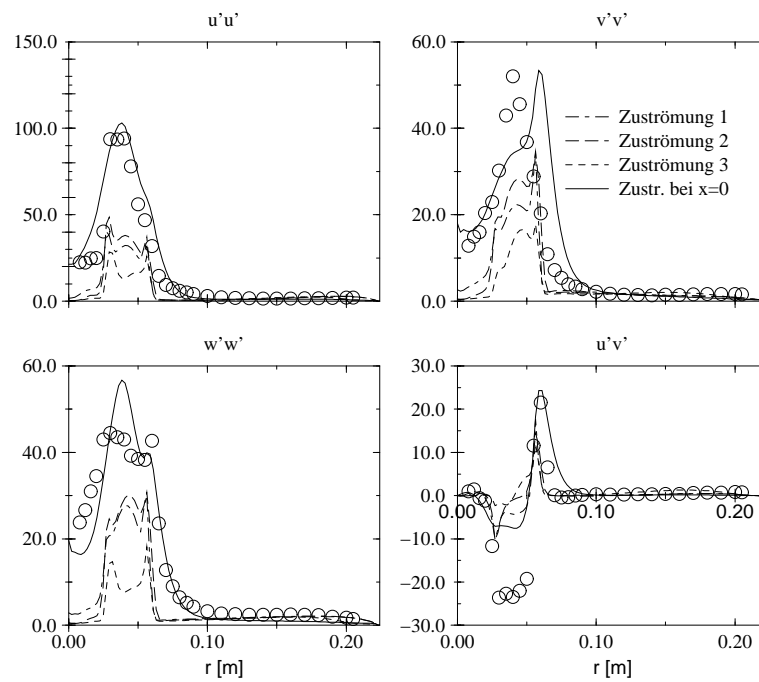 u'u'
v'v'
150.0
100.0
50.0
0.0
60.0
40.0
20.0
0.0
Zuströmung 1
Zuströmung 2
Zuströmung 3
Zustr. bei x=0
w'w'
u'v'
60.0
40.0
20.0
0.0
0.00 0.10 0.20
r [m]
30.0
20.0
10.0
0.0
−10.0
−20.0
−30.0
0.00 0.10 0.20
0.00 0.10 0.20
r [m]